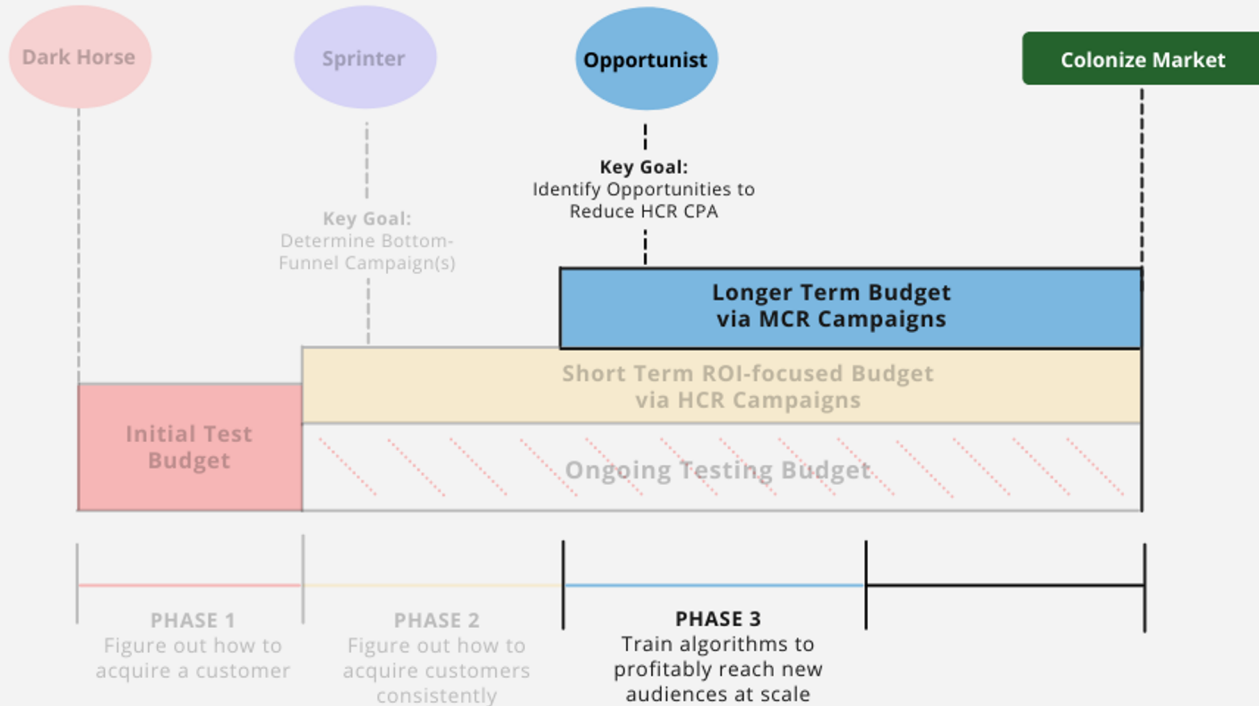 Dark Horse
Sprinter
Opportunist
Colonize Market
Key Goal:
Identify Opportunities to
Reduce HCR CPA
Key Goal:
Determine Bottom-
Funnel Campaign(s)
Longer Term Budget
via MCR Campaigns
Short Term ROI-focused Budget
via HCR Campaigns
Initial Test
Budget
Ongoing Testing Budget
PHASE 1
Figure out how to
acquire a customer
PHASE 2
Figure out how to
acquire customers
consistently
PHASE 3
Train algorithms to
profitably reach new
audiences at scale